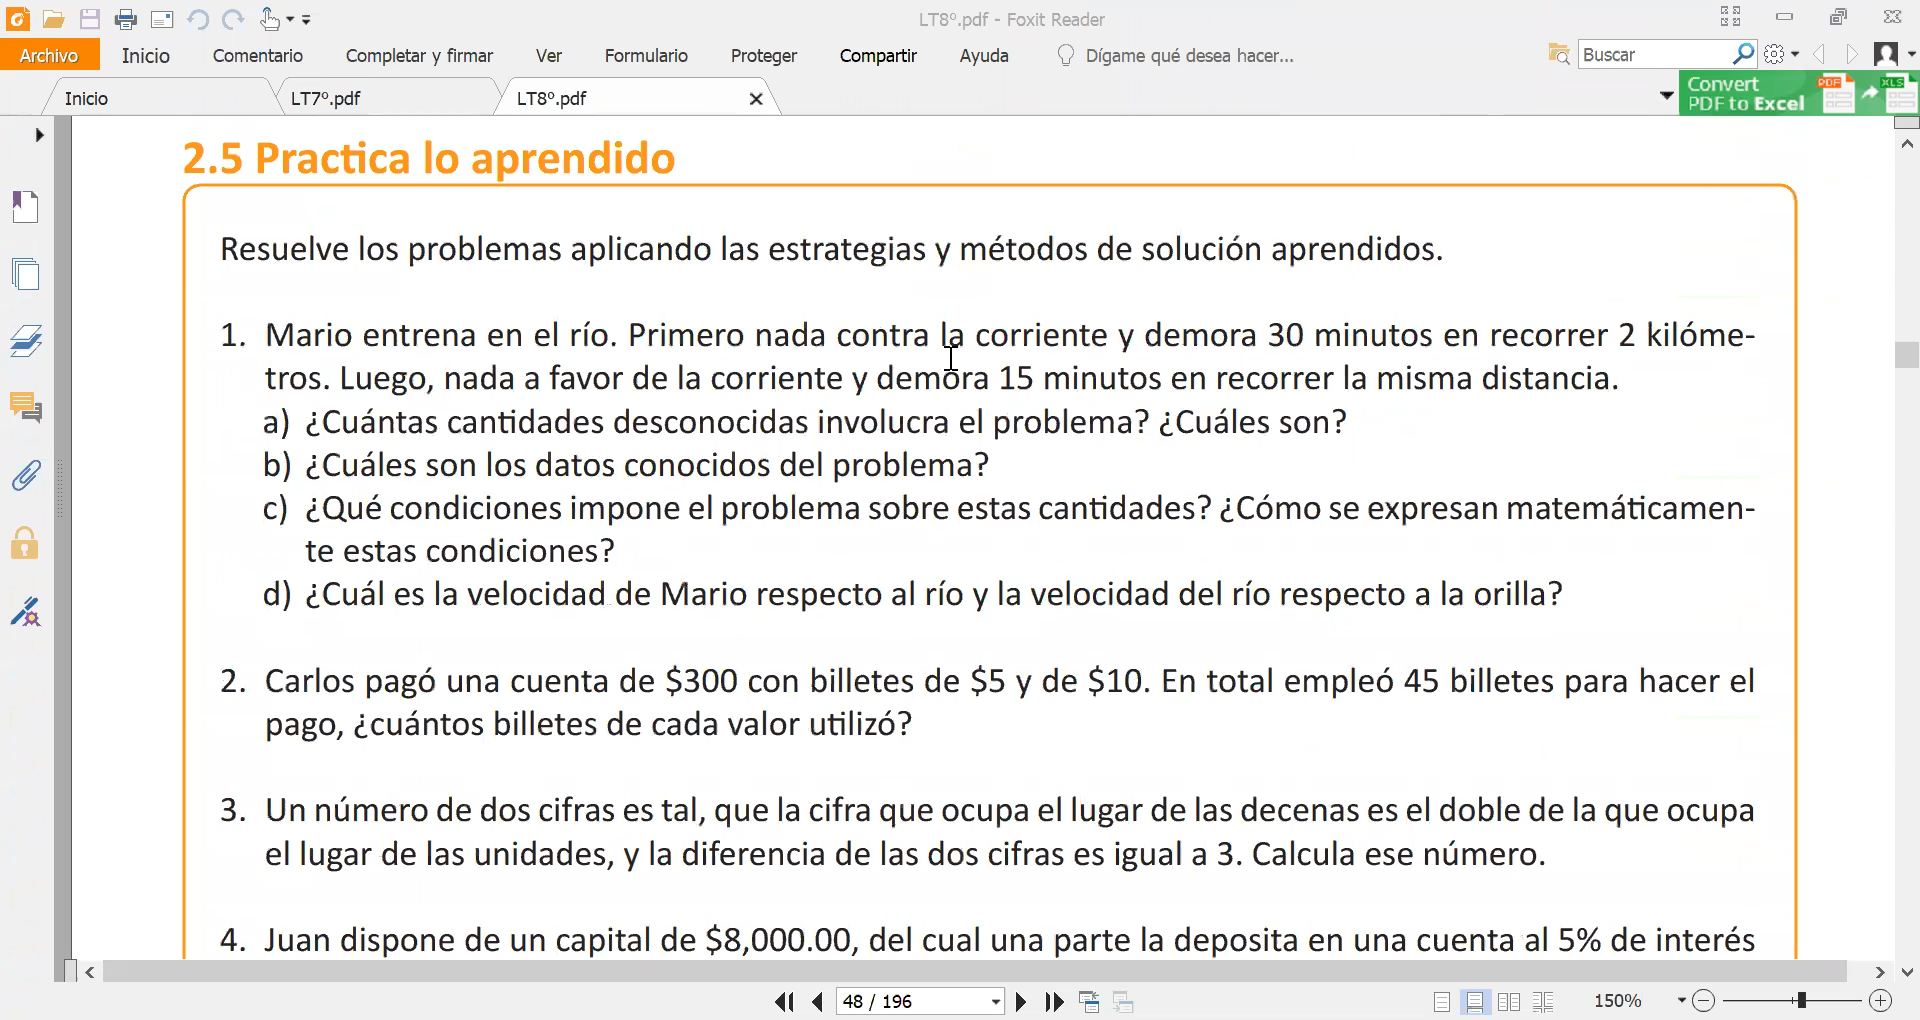 LT8º.pdf - Foxit Reader
Archivo Inicio Comentario Completar y firmar Ver Formulario Proteger Compartir Ayuda Dígame qué desea hacer... Buscar
Inicio LT7º.pdf LT8º.pdf
Convert
PDF to Excel PDF XLS
2.5 Practica lo aprendido
Resuelve los problemas aplicando las estrategias y métodos de solución aprendidos.
1. Mario entrena en el río. Primero nada contra la corriente y demora 30 minutos en recorrer 2 kilóme-
tros. Luego, nada a favor de la corriente y demora 15 minutos en recorrer la misma distancia.
a) ¿Cuántas cantidades desconocidas involucra el problema? ¿Cuáles son?
b) ¿Cuáles son los datos conocidos del problema?
c) ¿Qué condiciones impone el problema sobre estas cantidades? ¿Cómo se expresan matemáticamen-
te estas condiciones?
d) ¿Cuál es la velocidad de Mario respecto al río y la velocidad del río respecto a la orilla?
2. Carlos pagó una cuenta de $300 con billetes de $5 y de $10. En total empleó 45 billetes para hacer el
pago, ¿cuántos billetes de cada valor utilizó?
3. Un número de dos cifras es tal, que la cifra que ocupa el lugar de las decenas es el doble de la que ocupa
el lugar de las unidades, y la diferencia de las dos cifras es igual a 3. Calcula ese número.
4. Juan dispone de un capital de $8,000.00, del cual una parte la deposita en una cuenta al 5% de interés
48 / 196 150%